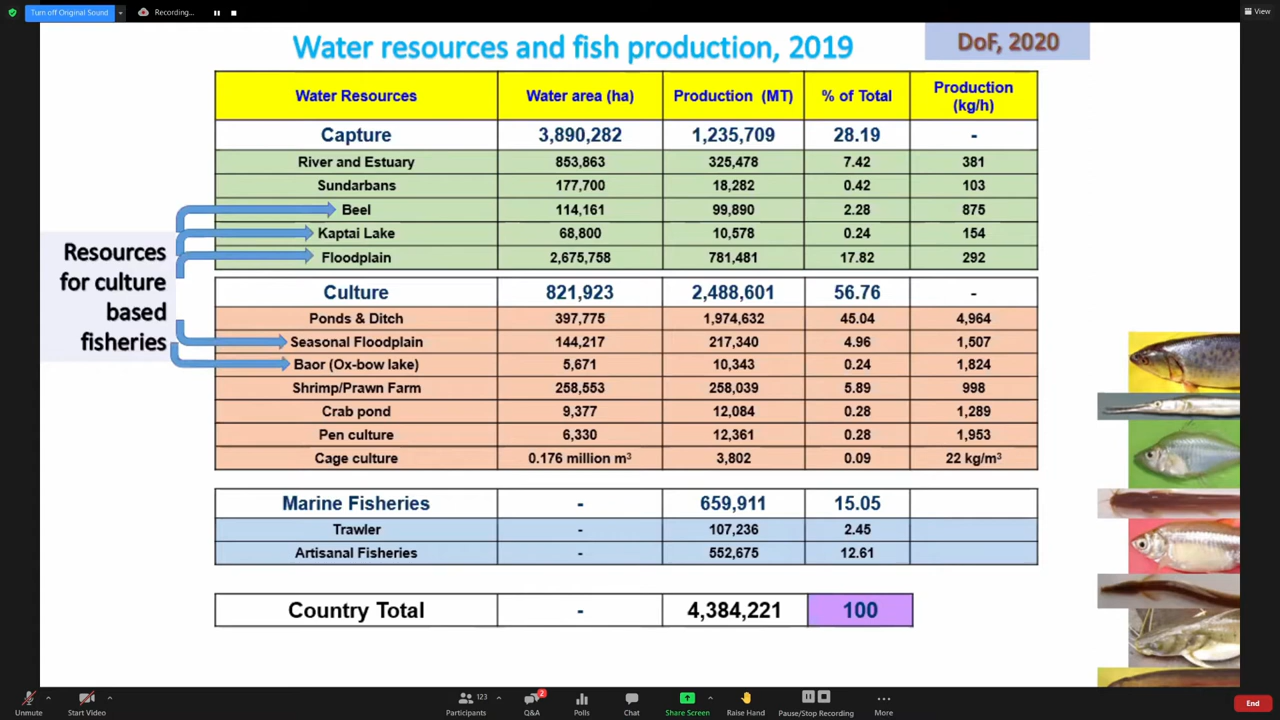 Turn off Original Sound
Recording...
View
Water resources and fish production, 2019
DoF, 2020
Water Resources Water area (ha) Production (MT) % of Total Production (kg/h)
Capture 3,890,282 1,235,709 28.19 -
River and Estuary 853,863 325,478 7.42 381
Sundarbans 177,700 18,282 0.42 103
Beel 114,161 99,890 2.28 875
Kaptai Lake 68,800 10,578 0.24 154
Floodplain 2,675,758 781,481 17.82 292
Resources
for culture
based
fisheries
Culture 821,923 2,488,601 56.76 -
Ponds & Ditch 397,775 1,974,632 45.04 4,964
Seasonal Floodplain 144,217 217,340 4.96 1,507
Baor (Ox-bow lake) 5,671 10,343 0.24 1,824
Shrimp/Prawn Farm 258,553 258,039 5.89 998
Crab pond 9,377 12,084 0.28 1,289
Pen culture 6,330 12,361 0.28 1,953
Cage culture 0.176 million m³ 3,802 0.09 22 kg/m³
Marine Fisheries - 659,911 15.05
Trawler - 107,236 2.45
Artisanal Fisheries - 552,675 12.61
Country Total - 4,384,221 100
Unmute
Start Video
Participants 123
Q&A 2
Polls
Chat
Share Screen
Raise Hand
Pause/Stop Recording
More
End